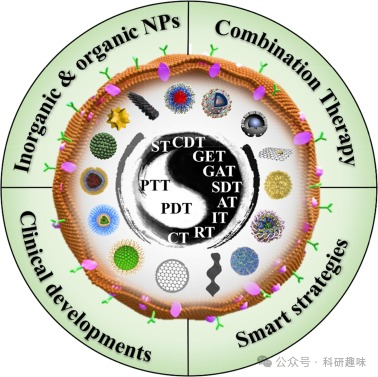 Inorganic & organic NPs
Combination Therapy
ST
CDT
GET
GAT
PTT
SDT
AT
PDT
IT
RT
CT
Clinical developments
Smart strategies
公众号 · 科研趣味